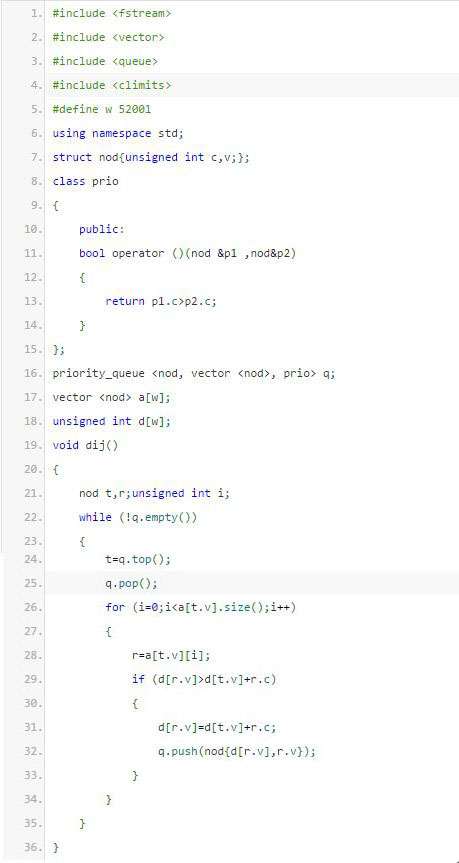 1. #include <fstream>
2. #include <vector>
3. #include <queue>
4. #include <climits>
5. #define w 52001
6. using namespace std;
7. struct nod{unsigned int c,v;};
8. class prio
9. {
10.     public:
11.     bool operator ()(nod &p1 ,nod&p2)
12.     {
13.         return p1.c>p2.c;
14.     }
15. };
16. priority_queue <nod, vector <nod>, prio> q;
17. vector <nod> a[w];
18. unsigned int d[w];
19. void dij()
20. {
21.     nod t,r;unsigned int i;
22.     while (!q.empty())
23.     {
24.         t=q.top();
25.         q.pop();
26.         for (i=0;i<a[t.v].size();i++)
27.         {
28.             r=a[t.v][i];
29.             if (d[r.v]>d[t.v]+r.c)
30.             {
31.                 d[r.v]=d[t.v]+r.c;
32.                 q.push(nod{d[r.v],r.v});
33.             }
34.         }
35.     }
36. }